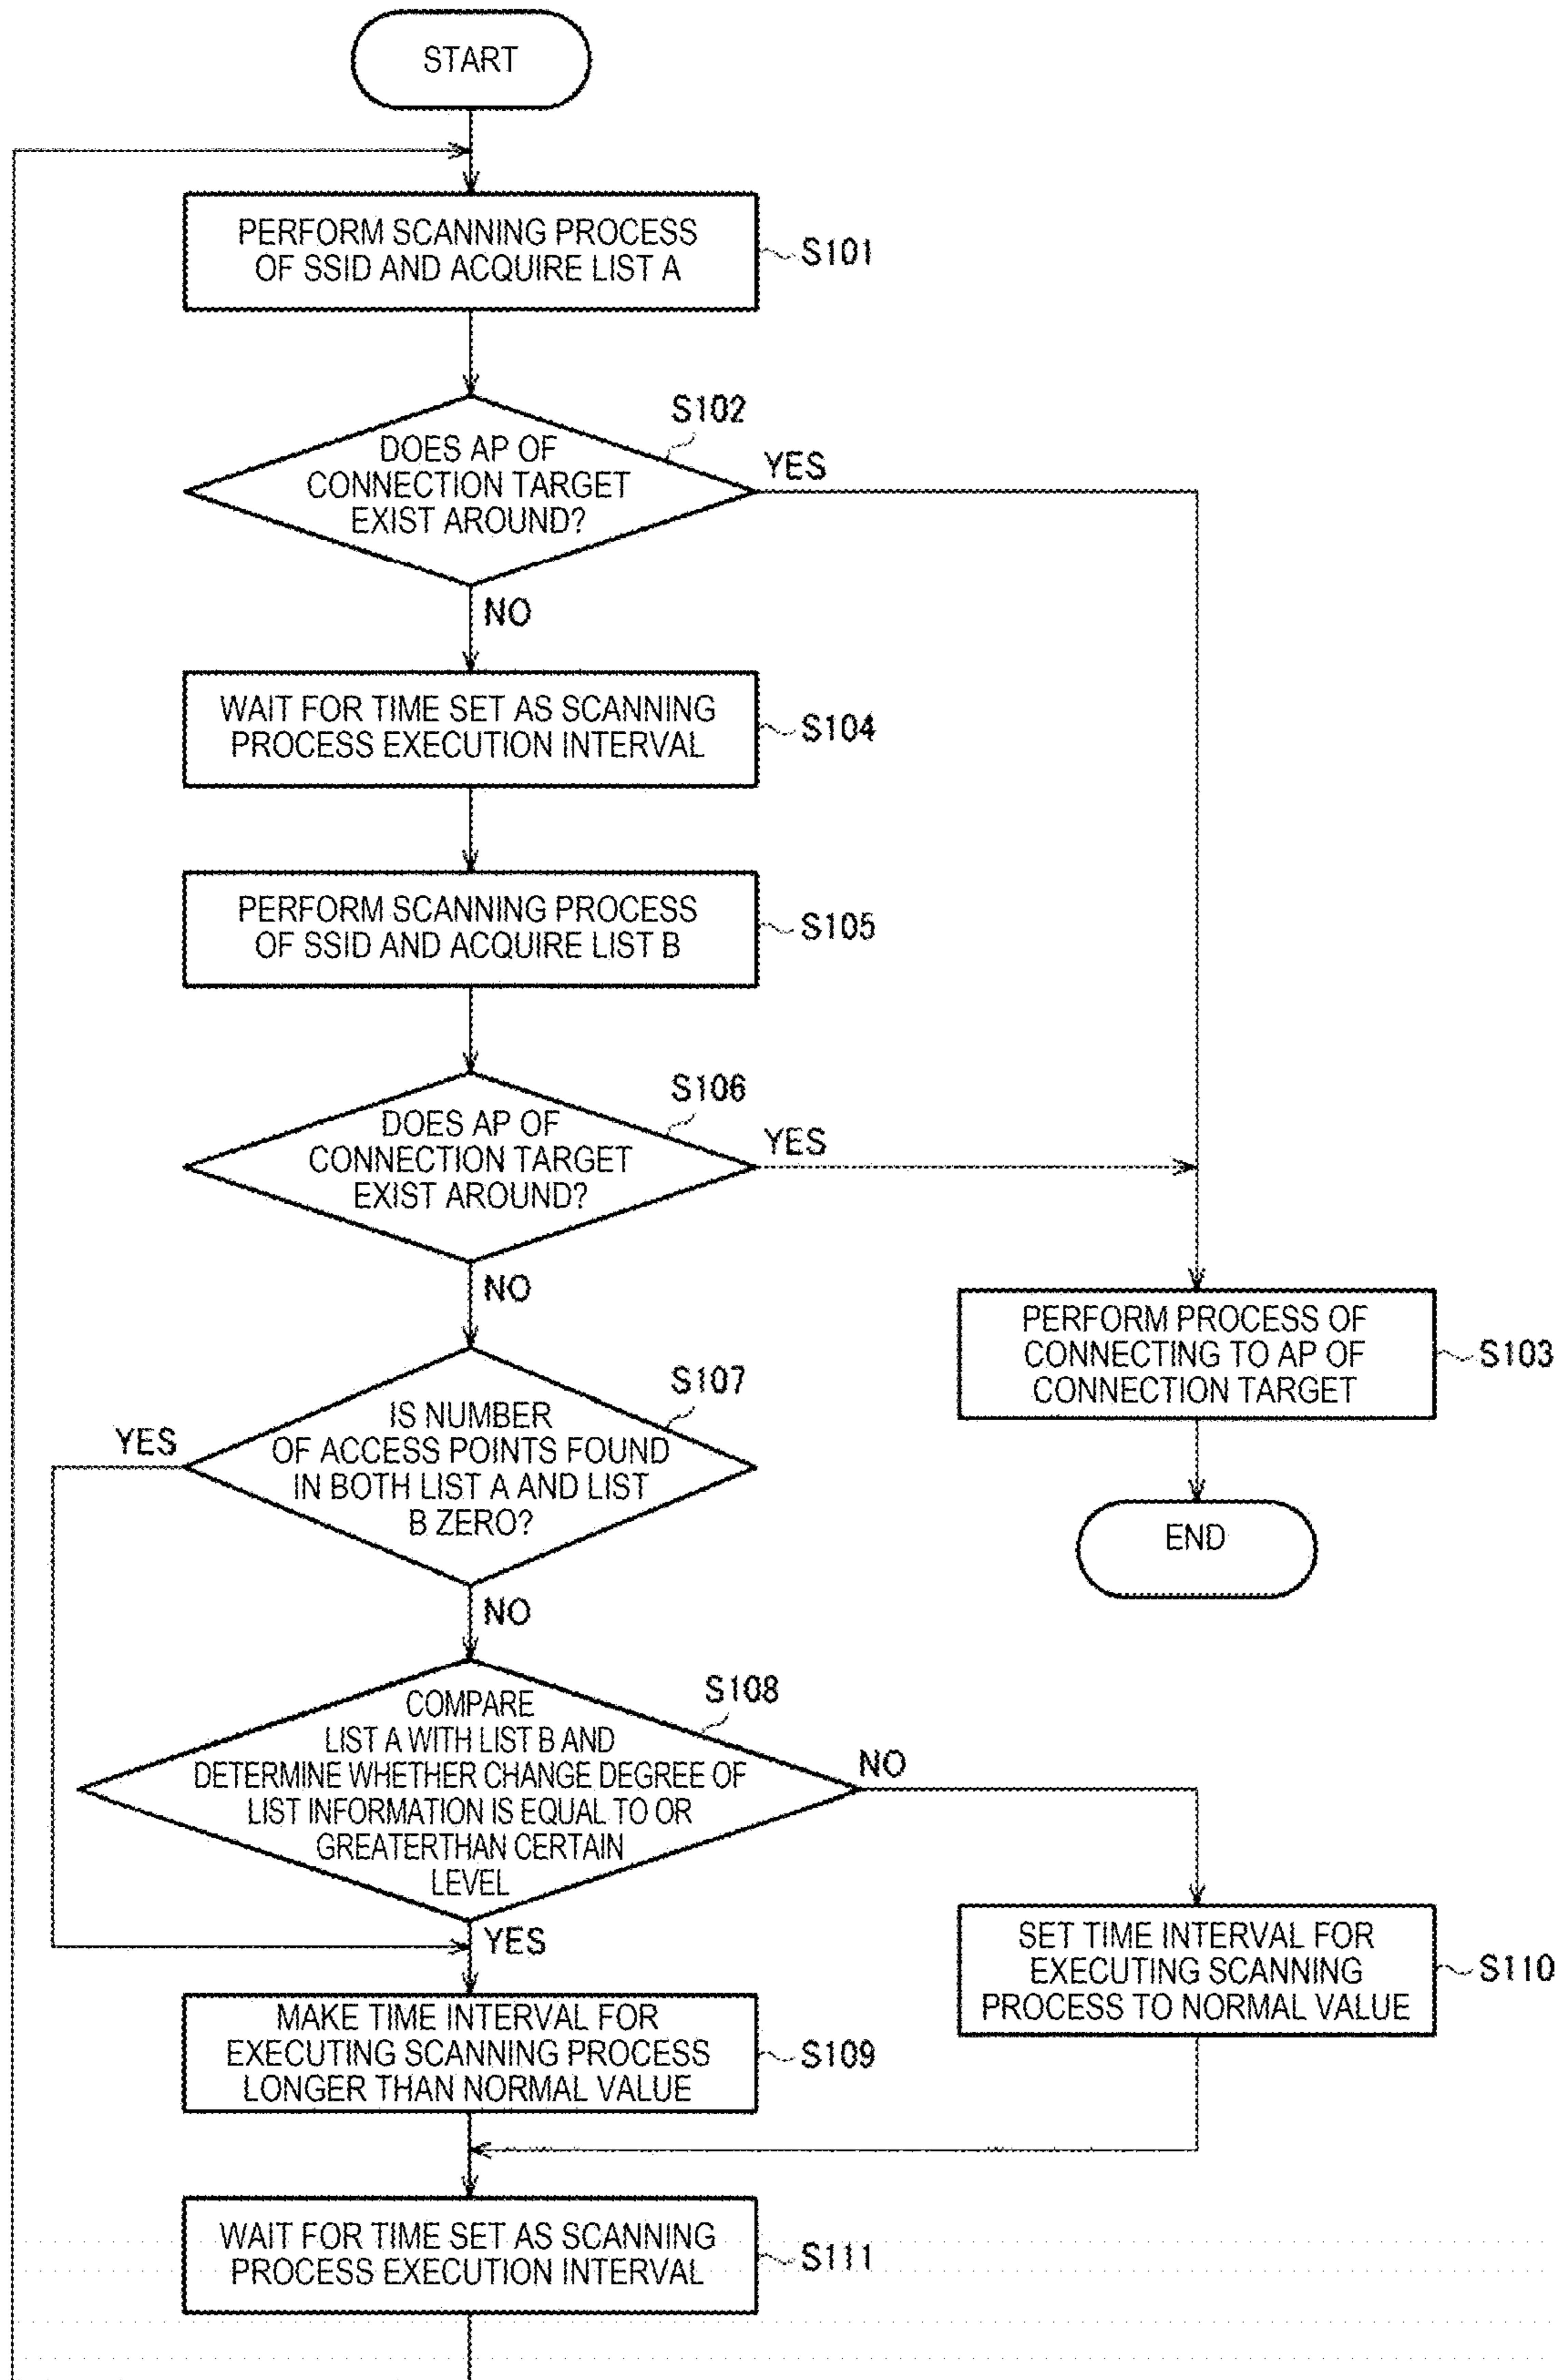 START
PERFORM SCANNING PROCESS
OF SSID AND ACQUIRE LIST A
S101
S102
DOES AP OF
CONNECTION TARGET
EXIST AROUND?
YES
NO
WAIT FOR TIME SET AS SCANNING
PROCESS EXECUTION INTERVAL
S104
PERFORM SCANNING PROCESS
OF SSID AND ACQUIRE LIST B
S105
S106
DOES AP OF
CONNECTION TARGET
EXIST AROUND?
YES
NO
PERFORM PROCESS OF
CONNECTING TO AP OF
CONNECTION TARGET
S103
S107
IS NUMBER
OF ACCESS POINTS FOUND
IN BOTH LIST A AND LIST
B ZERO?
YES
NO
END
S108
COMPARE
LIST A WITH LIST B AND
DETERMINE WHETHER CHANGE DEGREE OF
LIST INFORMATION IS EQUAL TO OR
GREATERTHAN CERTAIN
LEVEL
NO
YES
SET TIME INTERVAL FOR
EXECUTING SCANNING
PROCESS TO NORMAL VALUE
S110
MAKE TIME INTERVAL FOR
EXECUTING SCANNING PROCESS
LONGER THAN NORMAL VALUE
S109
WAIT FOR TIME SET AS SCANNING
PROCESS EXECUTION INTERVAL
S111